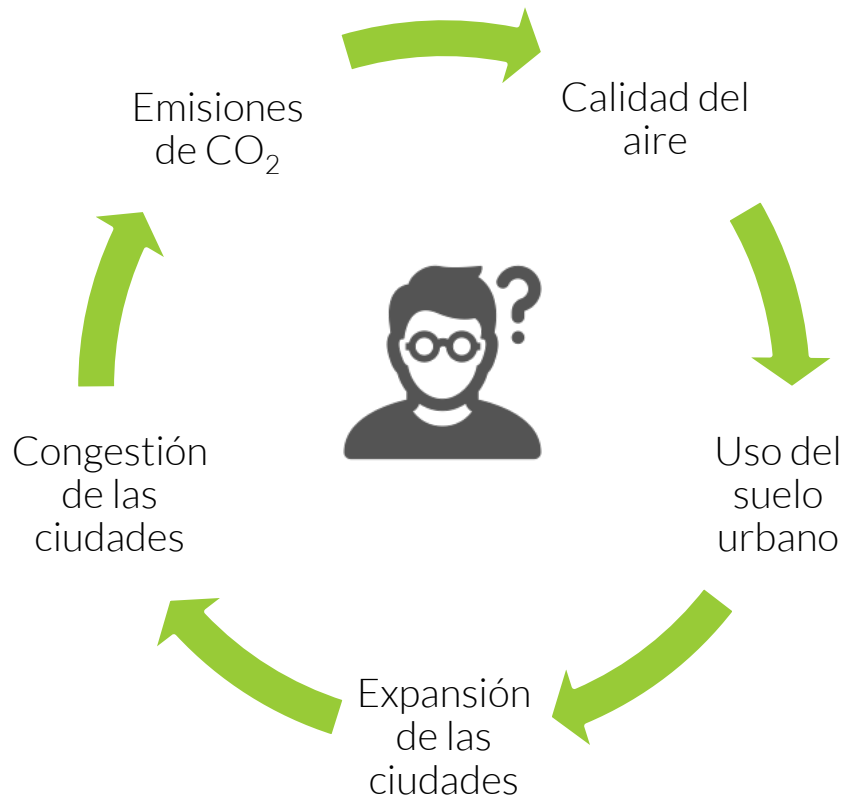 Emisiones
de CO₂
Calidad del
aire
Uso del
suelo
urbano
Expansión
de las
ciudades
Congestión
de las
ciudades
?